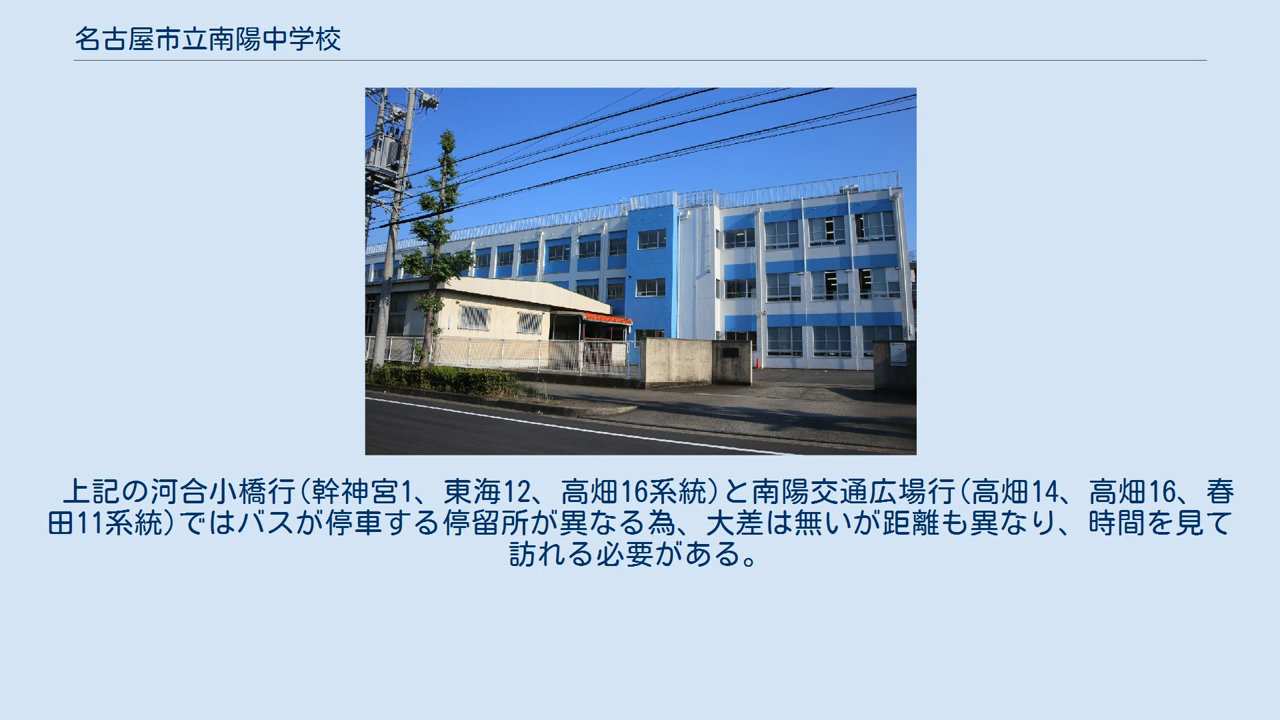 名古屋市立南陽中学校
上記の河合小橋行(幹神宮1、東海12、高畑16系統)と南陽交通広場行(高畑14、高畑16、春
田11系統)ではバスが停車する停留所が異なる為、大差は無いが距離も異なり、時間を見て
訪れる必要がある。